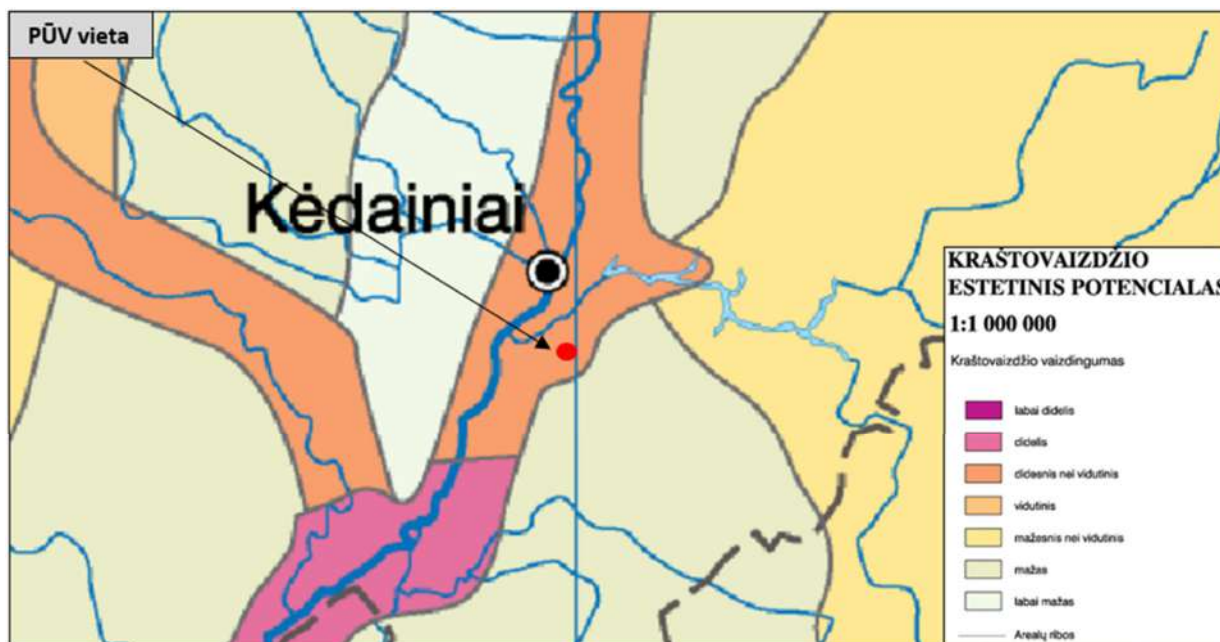 PŪV vieta
Kėdainiai
KRAŠTOVAIZDŽIO
ESTETINIS POTENCIALAS
1:1 000 000
Kraštovaizdžio vaizdingumas
labai didelis
didelis
didesnis nei vidutinis
vidutinis
mažesnis nei vidutinis
mažas
labai mažas
Arealų ribos